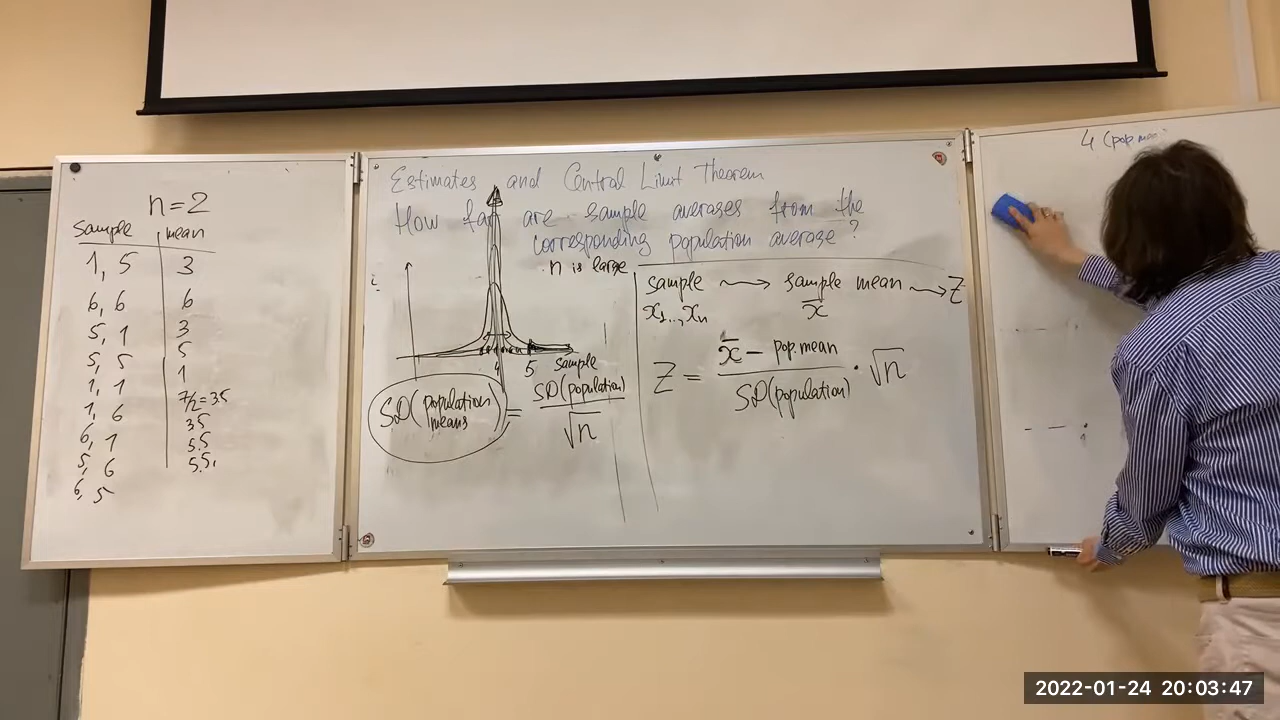 n=2
sample mean
1, 5 3
6, 6 6
5, 1 3
5, 5 5
1, 1 1
1, 6 7/2=3.5
6, 1 3.5
5, 6 5.5
6, 5 5.5
Estimates and Central Limit Theorem
How far are sample averages from the
corresponding population average?
n is large
4 5 sample
SD(population means) = SD(population) / √n
sample ⟶ sample mean ⟶ Z
x1...,xn x̄
Z = x̄ − pop. mean / SD(population) · √n
4 (pop. mea
2022-01-24 20:03:47